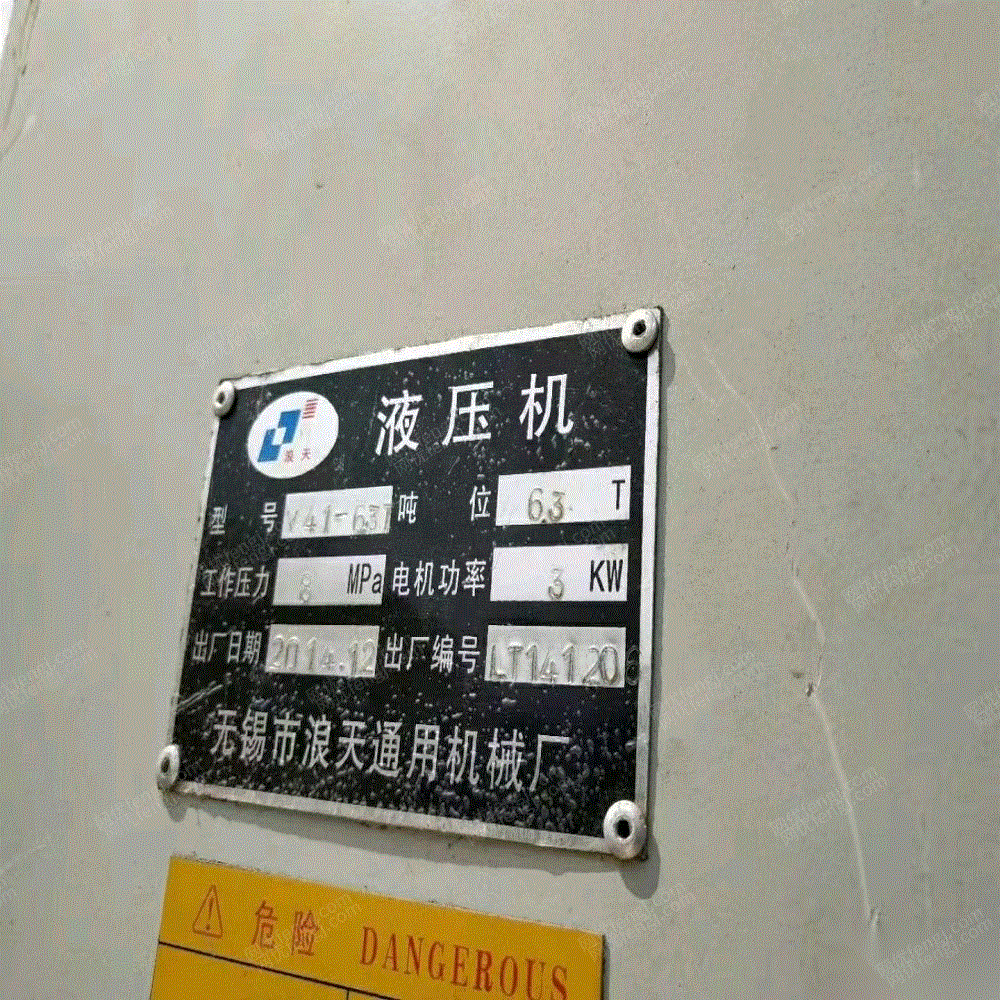 液压机
浪天
型号 Y41-63T 吨位 63 T
工作压力 8 MPa 电机功率 3 KW
出厂日期 2014.12 出厂编号 LT14120
无锡市浪天通用机械厂
危险 DANGEROUS